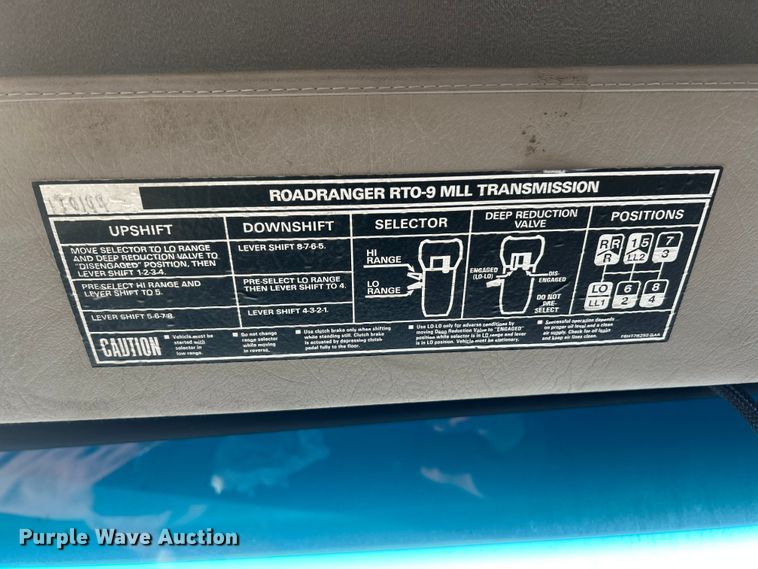 ROADRANGER RTO-9 MLL TRANSMISSION
UPSHIFT
MOVE SELECTOR TO LO RANGE
AND DEEP REDUCTION VALVE TO
"DISENGAGED" POSITION, THEN
LEVER SHIFT 1-2-3-4.
PRE-SELECT HI RANGE AND
LEVER SHIFT TO 5.
LEVER SHIFT 5-6-7-8.
DOWNSHIFT
LEVER SHIFT 8-7-6-5.
PRE-SELECT LO RANGE
THEN LEVER SHIFT TO 4.
LEVER SHIFT 4-3-2-1.
SELECTOR
HI
RANGE
LO
RANGE
DEEP REDUCTION
VALVE
ENGAGED
(LO-LO)
DIS-
ENGAGED
DO NOT
PRE-
SELECT
POSITIONS
R R 1 5 7
R LL2 3
LO 6 8
LL1 2 4
CAUTION
■ Vehicle must be
started with
selector in
low range.
■ Do not change
range selector
while moving
in reverse.
■ Use clutch brake only when shifting
while standing still. Clutch brake
is actuated by depressing clutch
pedal fully to the floor.
■ Use LO-LO only for adverse conditions by
moving Deep Reduction Valve to "ENGAGED"
position while selector is in LO range and lever
is in LO position. Vehicle must be stationary.
■ Successful operation depends
on proper oil level and a clean
air supply. Check for oil leaks
and keep air lines clean.
Purple Wave Auction